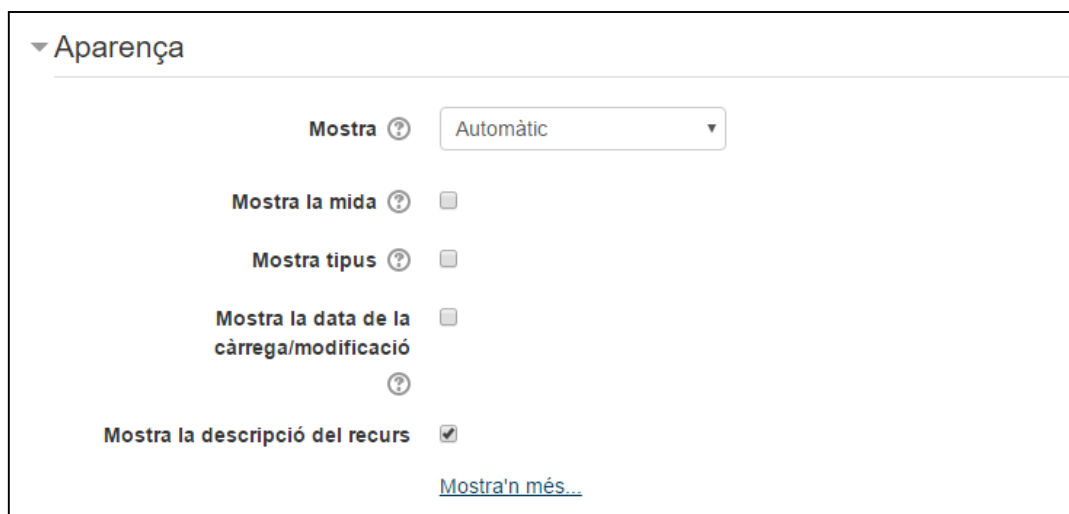 Aparença
Mostra
Automàtic
Mostra la mida
Mostra tipus
Mostra la data de la
càrrega/modificació
Mostra la descripció del recurs
Mostra'n més...